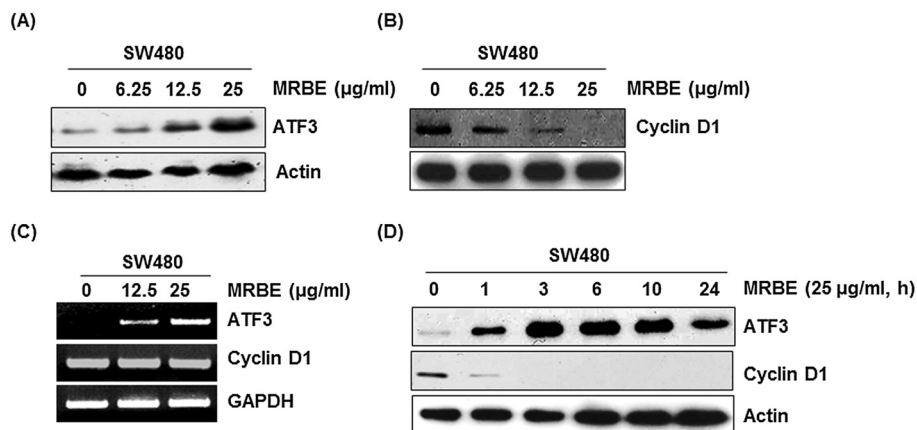 (A)
SW480
0 6.25 12.5 25 MRBE (µg/ml)
ATF3
Actin
(B)
SW480
0 6.25 12.5 25 MRBE (µg/ml)
Cyclin D1
(C)
SW480
0 12.5 25 MRBE (µg/ml)
ATF3
Cyclin D1
GAPDH
(D)
SW480
0 1 3 6 10 24 MRBE (25 µg/ml, h)
ATF3
Cyclin D1
Actin